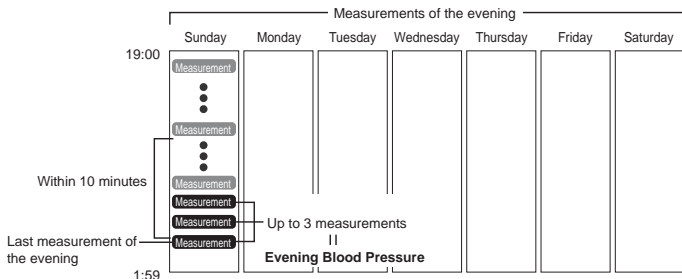 Measurements of the evening
Sunday Monday Tuesday Wednesday Thursday Friday Saturday
19:00
Measurement
Measurement
Measurement
Within 10 minutes
Measurement
Measurement
Up to 3 measurements
Last measurement of
the evening
Measurement
Evening Blood Pressure
1:59